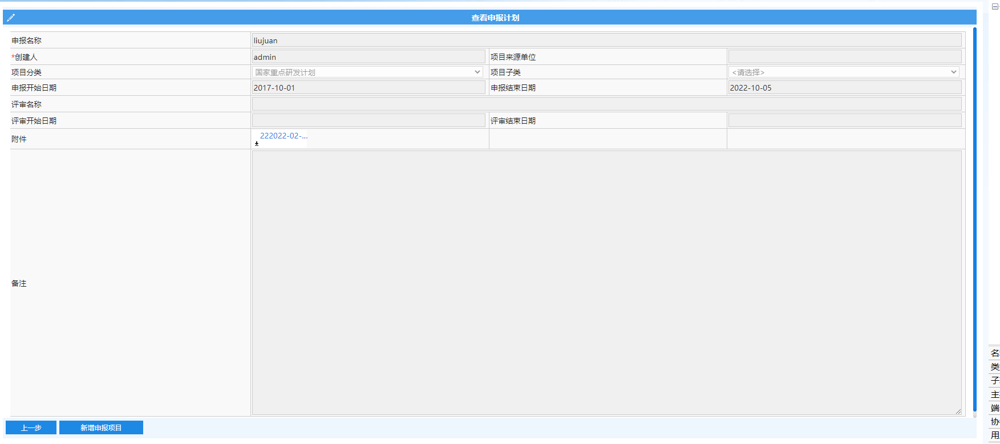 查看申报计划
申报名称 liujuan
*创建人 admin 项目来源单位
项目分类 国家重点研发计划 项目子类 <请选择>
申报开始日期 2017-10-01 申报结束日期 2022-10-05
评审名称
评审开始日期 评审结束日期
附件 222022-02-...
备注
上一步 新增申报项目
名
类
子
主
端
协
用